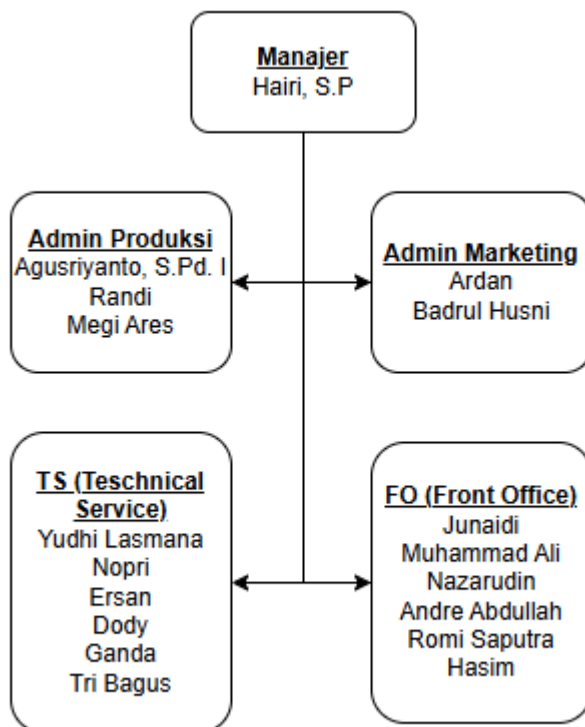 Manajer
Hairi, S.P
Admin Produksi
Agusriyanto, S.Pd. I
Randi
Megi Ares
Admin Marketing
Ardan
Badrul Husni
TS (Teschnical
Service)
Yudhi Lasmana
Nopri
Ersan
Dody
Ganda
Tri Bagus
FO (Front Office)
Junaidi
Muhammad Ali
Nazarudin
Andre Abdullah
Romi Saputra
Hasim